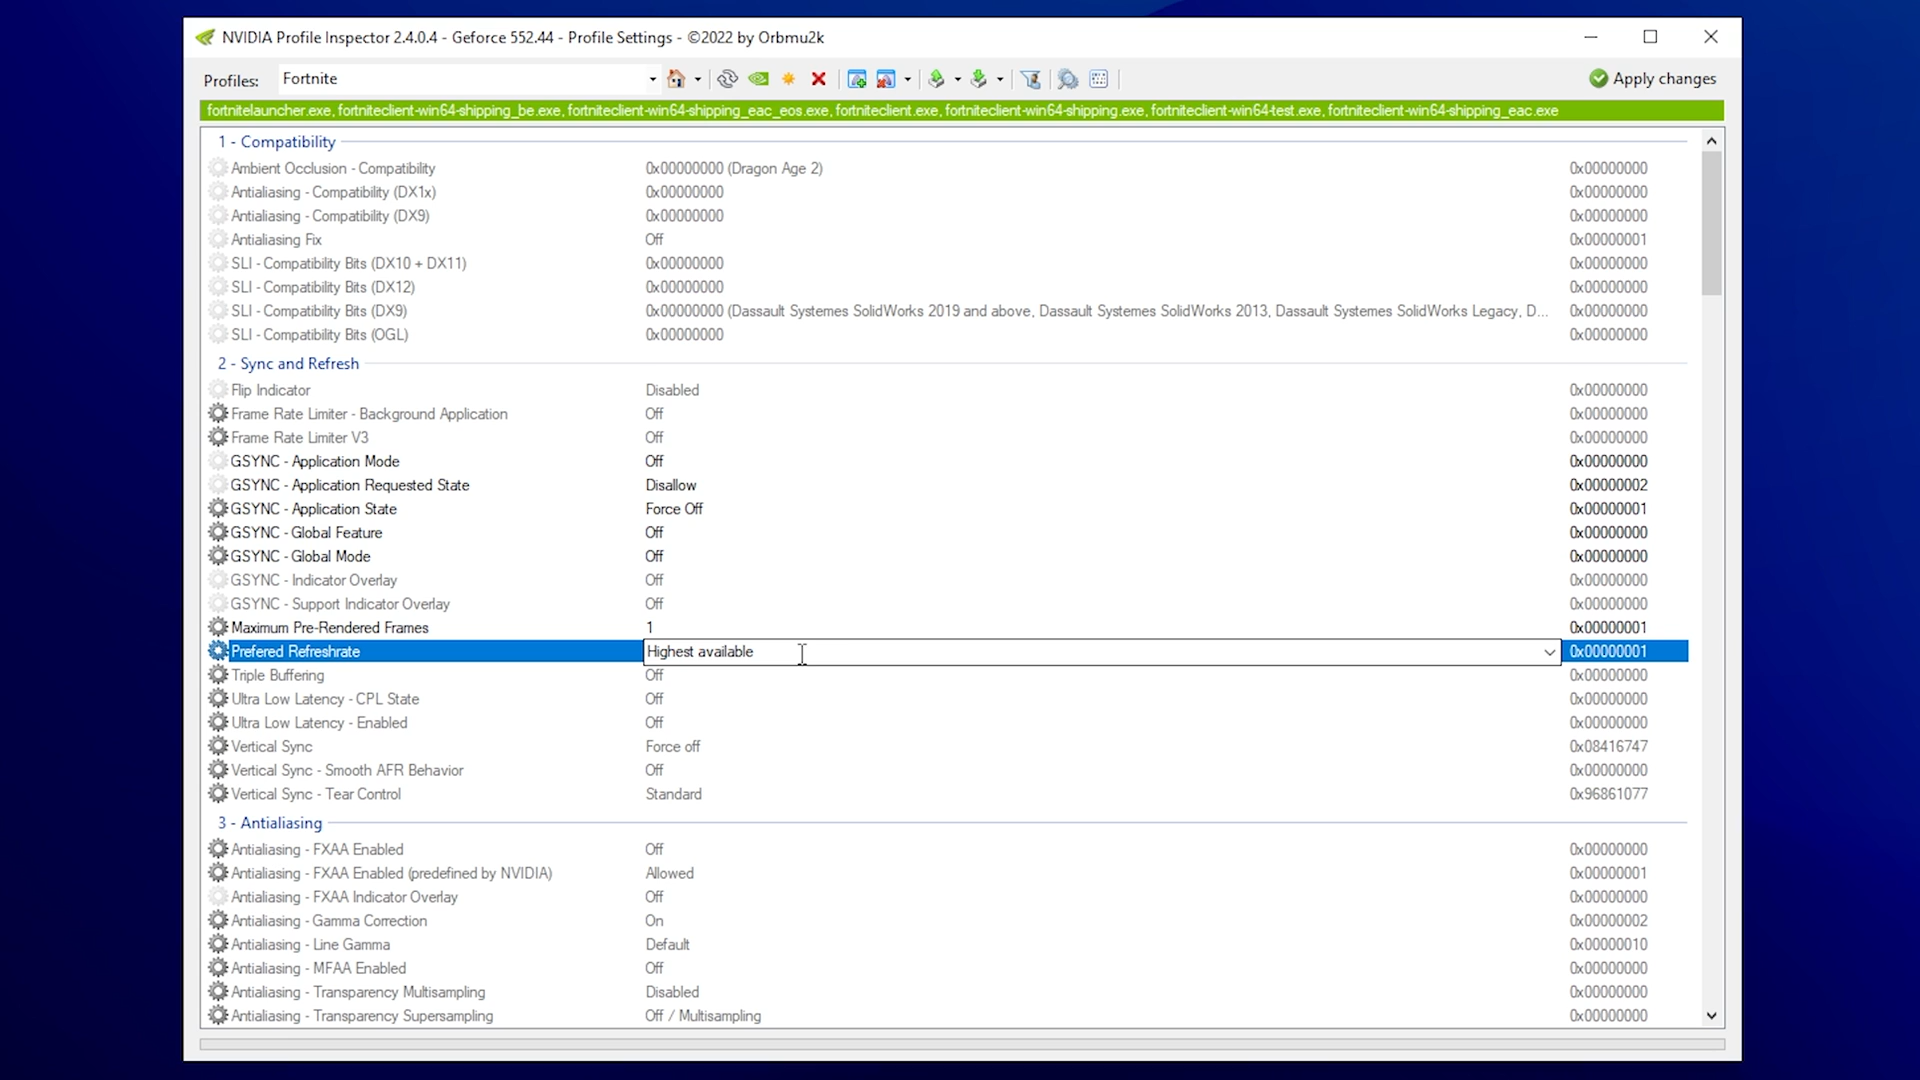 NVIDIA Profile Inspector 2.4.0.4 - Geforce 552.44 - Profile Settings - ©2022 by Orbmu2k
Profiles: Fortnite Apply changes
fortnitelauncher.exe, fortniteclient-win64-shipping_be.exe, fortniteclient-win64-shipping_eac_eos.exe, fortniteclient.exe, fortniteclient-win64-shipping.exe, fortniteclient-win64-test.exe, fortniteclient-win64-shipping_eac.exe
1 - Compatibility
Ambient Occlusion - Compatibility 0x00000000 (Dragon Age 2) 0x00000000
Antialiasing - Compatibility (DX1x) 0x00000000 0x00000000
Antialiasing - Compatibility (DX9) 0x00000000 0x00000000
Antialiasing Fix Off 0x00000001
SLI - Compatibility Bits (DX10 + DX11) 0x00000000 0x00000000
SLI - Compatibility Bits (DX12) 0x00000000 0x00000000
SLI - Compatibility Bits (DX9) 0x00000000 (Dassault Systemes SolidWorks 2019 and above, Dassault Systemes SolidWorks 2013, Dassault Systemes SolidWorks Legacy, D... 0x00000000
SLI - Compatibility Bits (OGL) 0x00000000 0x00000000
2 - Sync and Refresh
Flip Indicator Disabled 0x00000000
Frame Rate Limiter - Background Application Off 0x00000000
Frame Rate Limiter V3 Off 0x00000000
GSYNC - Application Mode Off 0x00000000
GSYNC - Application Requested State Disallow 0x00000002
GSYNC - Application State Force Off 0x00000001
GSYNC - Global Feature Off 0x00000000
GSYNC - Global Mode Off 0x00000000
GSYNC - Indicator Overlay Off 0x00000000
GSYNC - Support Indicator Overlay Off 0x00000000
Maximum Pre-Rendered Frames 1 0x00000001
Prefered Refreshrate Highest available 0x00000001
Triple Buffering Off 0x00000000
Ultra Low Latency - CPL State Off 0x00000000
Ultra Low Latency - Enabled Off 0x00000000
Vertical Sync Force off 0x08416747
Vertical Sync - Smooth AFR Behavior Off 0x00000000
Vertical Sync - Tear Control Standard 0x96861077
3 - Antialiasing
Antialiasing - FXAA Enabled Off 0x00000000
Antialiasing - FXAA Enabled (predefined by NVIDIA) Allowed 0x00000001
Antialiasing - FXAA Indicator Overlay Off 0x00000000
Antialiasing - Gamma Correction On 0x00000002
Antialiasing - Line Gamma Default 0x00000010
Antialiasing - MFAA Enabled Off 0x00000000
Antialiasing - Transparency Multisampling Disabled 0x00000000
Antialiasing - Transparency Supersampling Off / Multisampling 0x00000000